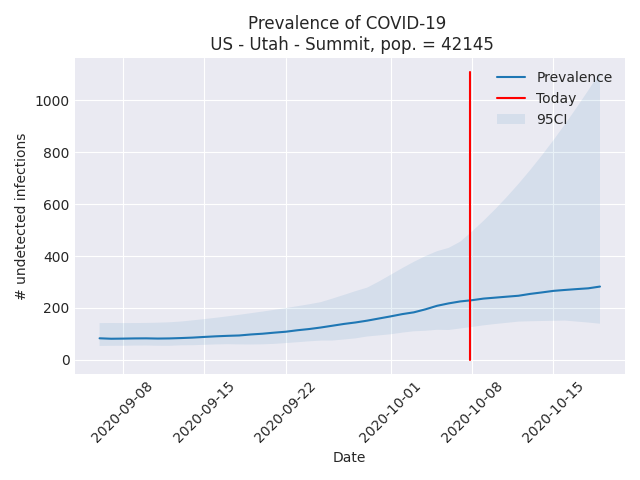 Prevalence of COVID-19
US - Utah - Summit, pop. = 42145
Prevalence
Today
95CI
# undetected infections
1000
800
600
400
200
0
2020-09-08
2020-09-15
2020-09-22
2020-10-01
2020-10-08
2020-10-15
Date